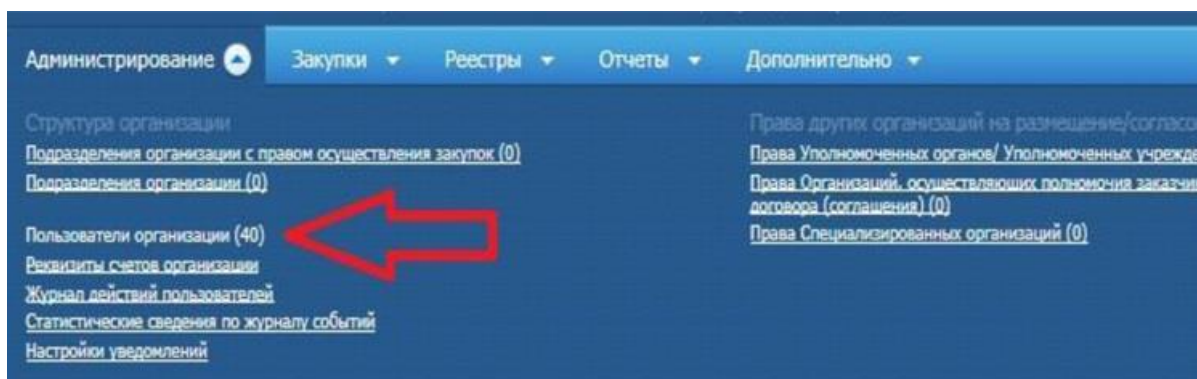 Администрирование Закупки Реестры Отчеты Дополнительно
Структура организации
Подразделения организации с правом осуществления закупок (0)
Подразделения организации (0)
Пользователи организации (40)
Реквизиты счетов организации
Журнал действий пользователей
Статистические сведения по журналу событий
Настройки уведомлений
Права других организаций на размещение/согласо
Права Уполномоченных органов/ Уполномоченных учрежде
Права Организаций, осуществляющих полномочия заказчи
договора (соглашения) (0)
Права Специализированных организаций (0)